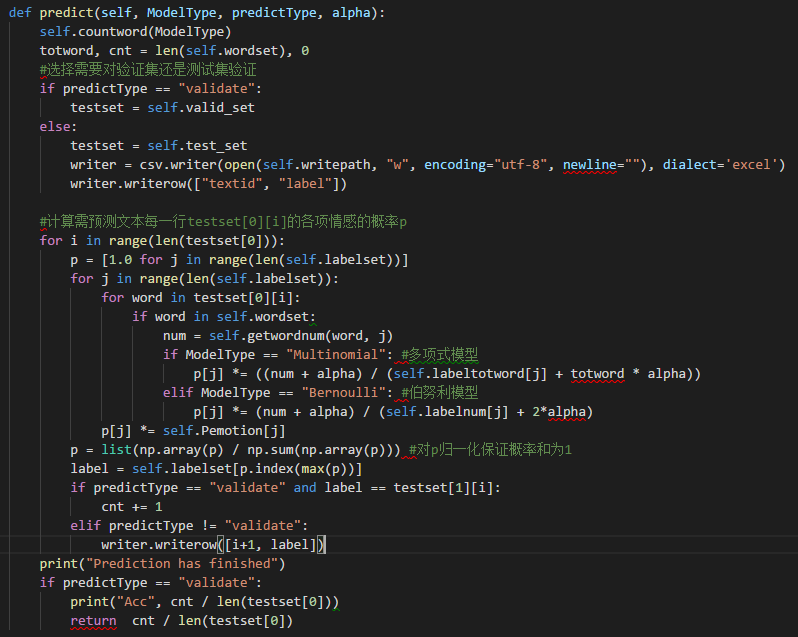 def predict(self, ModelType, predictType, alpha):
    self.countword(ModelType)
    totword, cnt = len(self.wordset), 0
    #选择需要对验证集还是测试集验证
    if predictType == "validate":
        testset = self.valid_set
    else:
        testset = self.test_set
        writer = csv.writer(open(self.writepath, "w", encoding="utf-8", newline=""), dialect='excel')
        writer.writerow(["textid", "label"])

    #计算需预测文本每一行testset[0][i]的各项情感的概率p
    for i in range(len(testset[0])):
        p = [1.0 for j in range(len(self.labelset))]
        for j in range(len(self.labelset)):
            for word in testset[0][i]:
                if word in self.wordset:
                    num = self.getwordnum(word, j)
                    if ModelType == "Multinomial": #多项式模型
                        p[j] *= ((num + alpha) / (self.labeltotword[j] + totword * alpha))
                    elif ModelType == "Bernoulli": #伯努利模型
                        p[j] *= (num + alpha) / (self.labelnum[j] + 2*alpha)
            p[j] *= self.Pemotion[j]
        p = list(np.array(p) / np.sum(np.array(p))) #对p归一化保证概率和为1
        label = self.labelset[p.index(max(p))]
        if predictType == "validate" and label == testset[1][i]:
            cnt += 1
        elif predictType != "validate":
            writer.writerow([i+1, label])
    print("Prediction has finished")
    if predictType == "validate":
        print("Acc", cnt / len(testset[0]))
        return  cnt / len(testset[0])